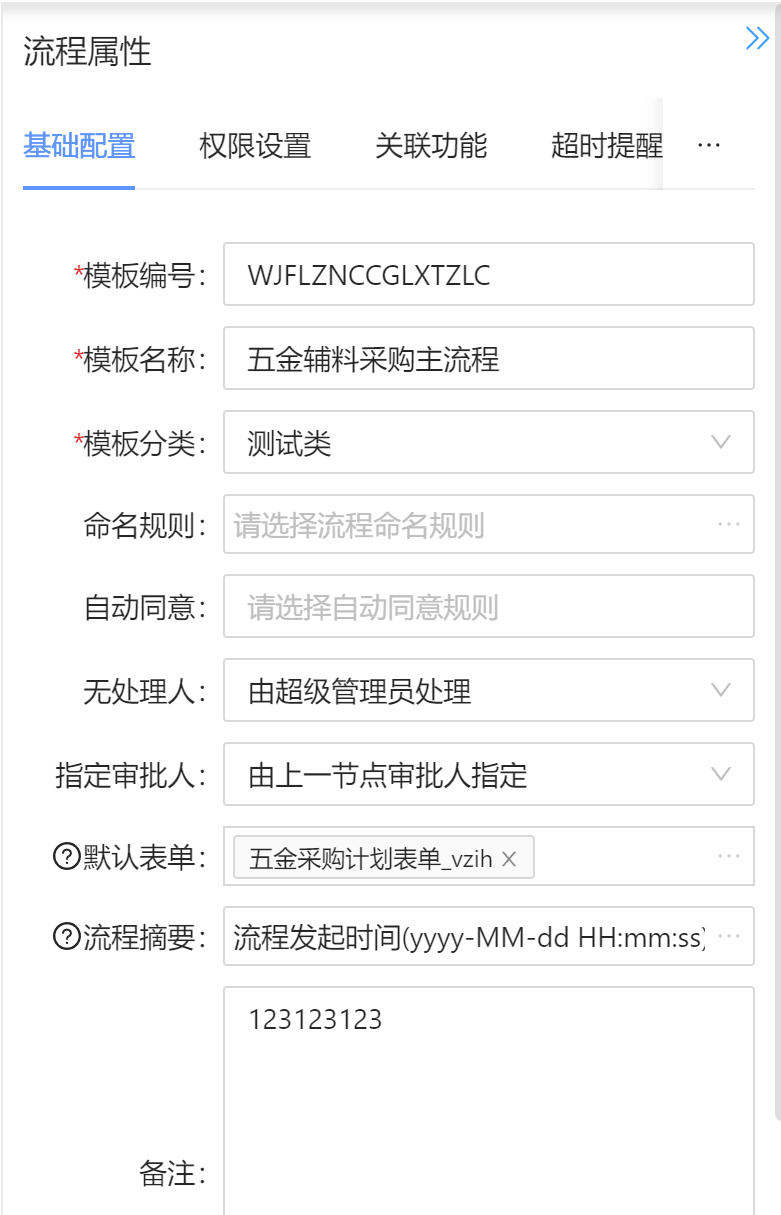 流程属性
基础配置 权限设置 关联功能 超时提醒 ···
*模板编号: WJFLZNCCGLXTZLC
*模板名称: 五金辅料采购主流程
*模板分类: 测试类
命名规则: 请选择流程命名规则 ···
自动同意: 请选择自动同意规则
无处理人: 由超级管理员处理
指定审批人: 由上一节点审批人指定
?默认表单: 五金采购计划表单_vzih × ···
?流程摘要: 流程发起时间(yyyy-MM-dd HH:mm:ss) ···
123123123
备注: